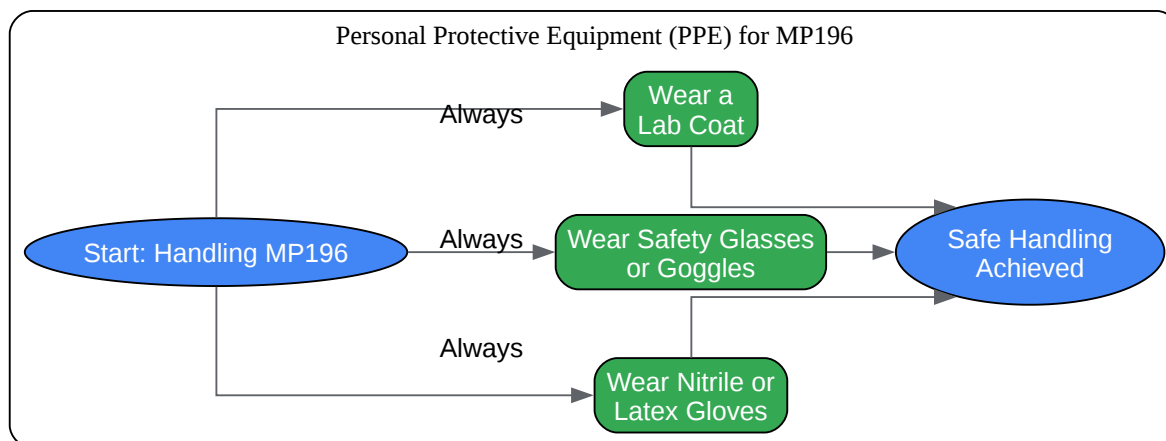 Personal Protective Equipment (PPE) for MP196
Wear a
Lab Coat
Always
Start: Handling MP196
Always
Wear Safety Glasses
or Goggles
Safe Handling
Achieved
Always
Wear Nitrile or
Latex Gloves